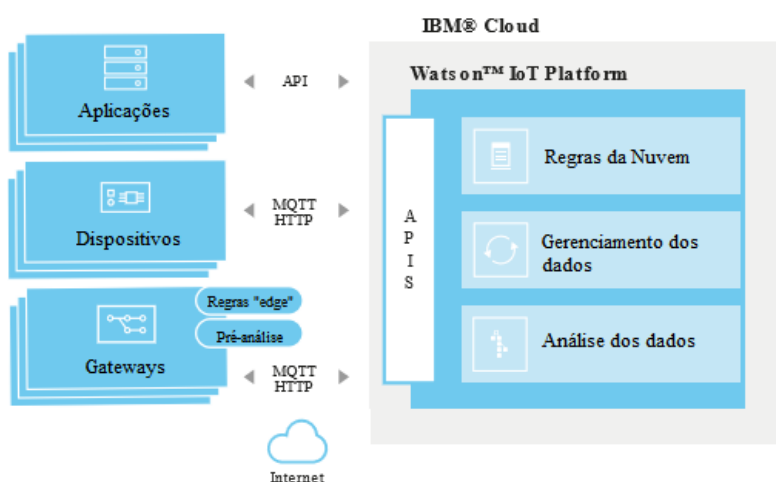 IBM® Cloud
Watson™ IoT Platform
Aplicações
API
Dispositivos
MQTT
HTTP
Gateways
Regras "edge"
Pré-análise
MQTT
HTTP
Internet
A
P
I
S
Regras da Nuvem
Gerenciamento dos
dados
Análise dos dados